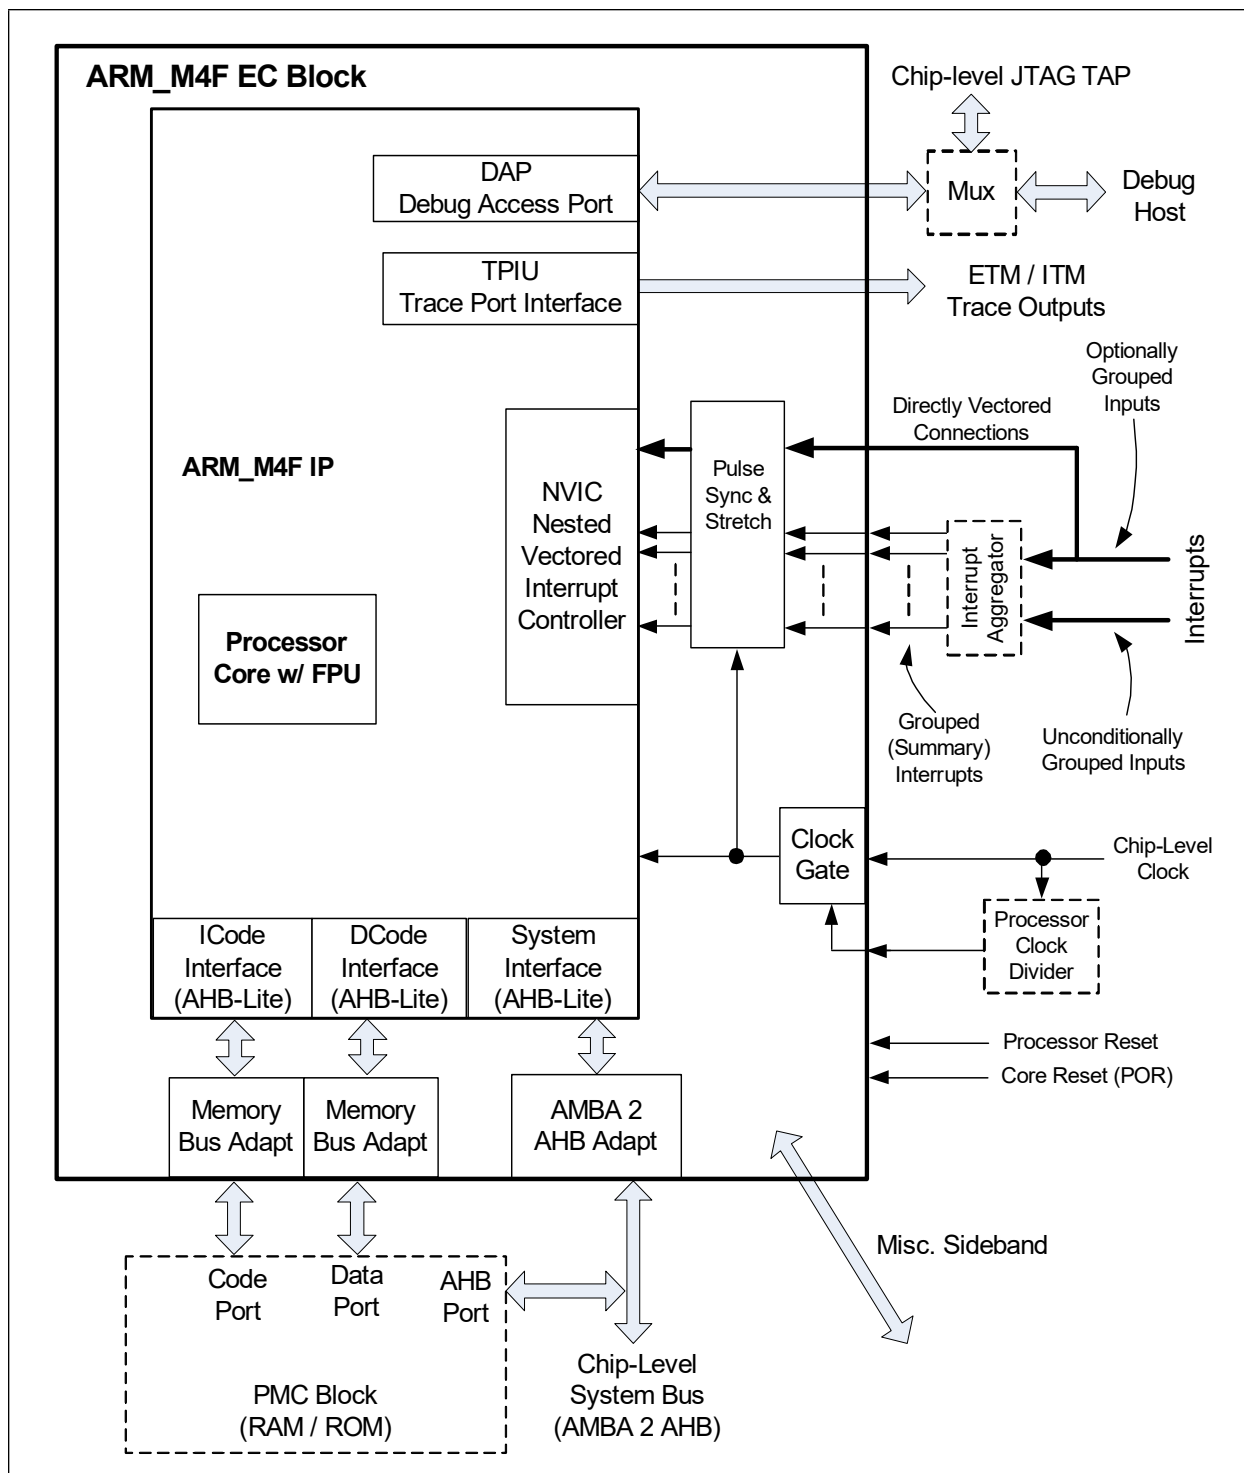 ARM_M4F EC Block
Chip-level JTAG TAP
DAP
Debug Access Port
Mux
Debug
Host
TPIU
Trace Port Interface
ETM / ITM
Trace Outputs
Optionally
Grouped
Inputs
Directly Vectored
Connections
ARM_M4F IP
NVIC
Nested
Vectored
Interrupt
Controller
Pulse
Sync &
Stretch
Interrupt
Aggregator
Interrupts
Processor
Core w/ FPU
Grouped
(Summary)
Interrupts
Unconditionally
Grouped Inputs
Clock
Gate
Chip-Level
Clock
Processor
Clock
Divider
ICode
Interface
(AHB-Lite)
DCode
Interface
(AHB-Lite)
System
Interface
(AHB-Lite)
Processor Reset
Core Reset (POR)
Memory
Bus Adapt
Memory
Bus Adapt
AMBA 2
AHB Adapt
Misc. Sideband
Code
Port
Data
Port
AHB
Port
PMC Block
(RAM / ROM)
Chip-Level
System Bus
(AMBA 2 AHB)